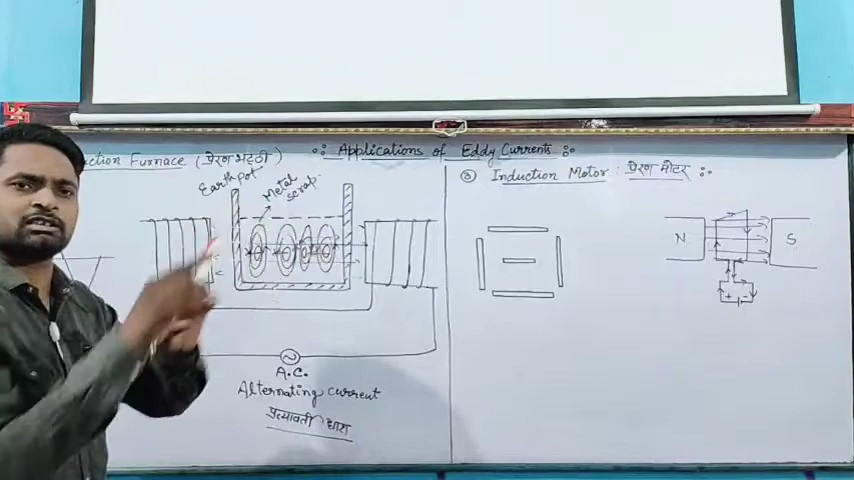 ction Furnace (प्रेरण भट्ठी)
Applications of Eddy Currents
Earth pot
Metal scrap
A.C.
Alternating current
प्रत्यावर्ती धारा
② Induction Motor : प्रेरण मोटर
N
S
+ -